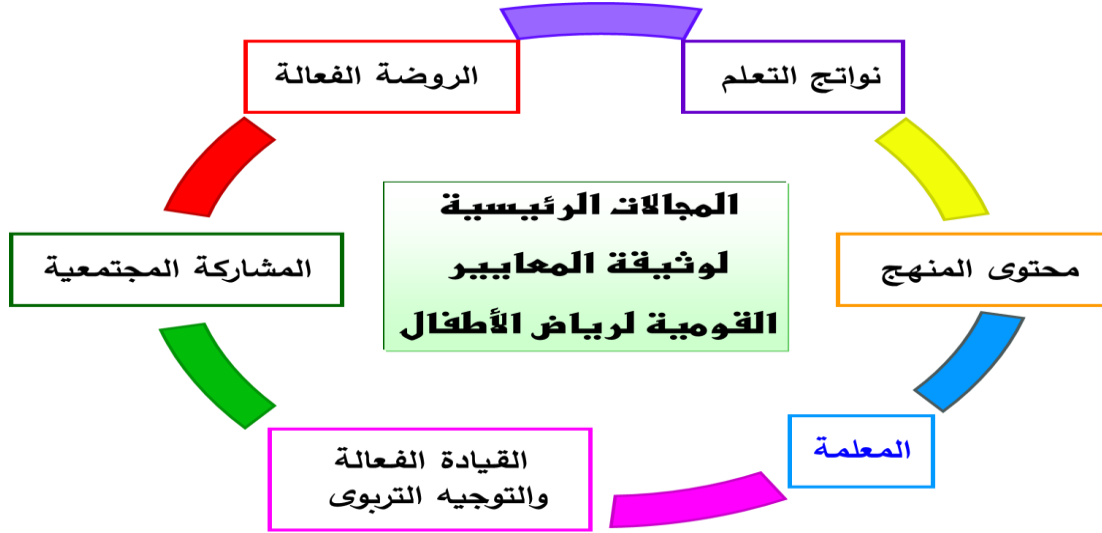 نواتج التعلم
الروضة الفعالة
المجالات الرئيسية
لوثيقة المعايير
القومية لرياض الأطفال
محتوى المنهج
المشاركة المجتمعية
المعلمة
القيادة الفعالة
والتوجيه التربوى